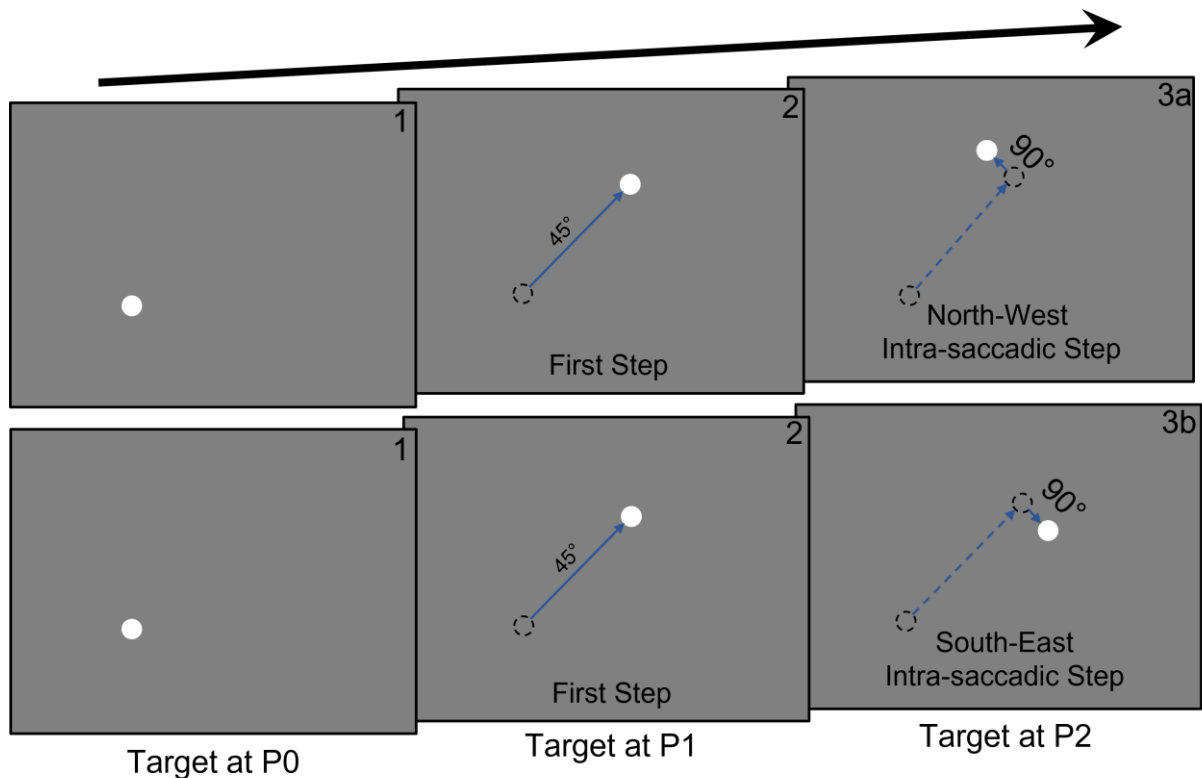 1
2
45°
First Step
3a
90°
North-West
Intra-saccadic Step
1
2
45°
First Step
3b
90°
South-East
Intra-saccadic Step
Target at P0
Target at P1
Target at P2